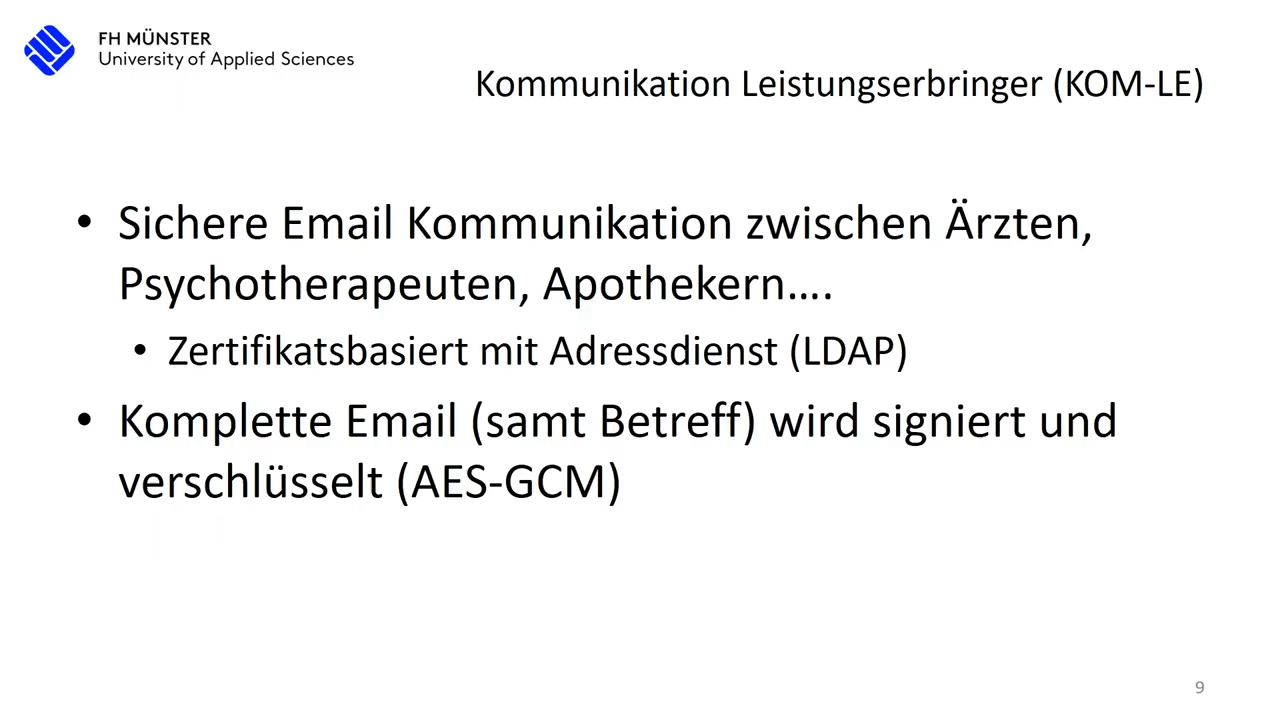 FH MÜNSTER
University of Applied Sciences
Kommunikation Leistungserbringer (KOM-LE)
• Sichere Email Kommunikation zwischen Ärzten,
Psychotherapeuten, Apothekern....
• Zertifikatsbasiert mit Adressdienst (LDAP)
• Komplette Email (samt Betreff) wird signiert und
verschlüsselt (AES-GCM)
9